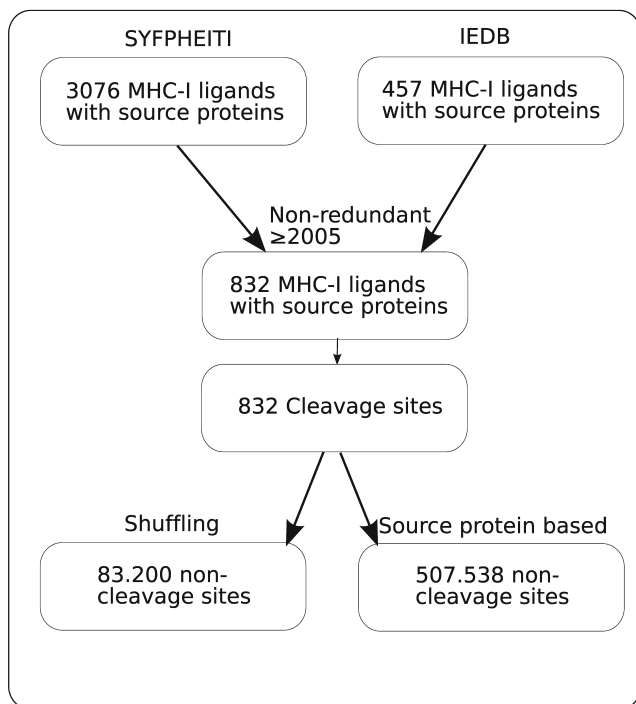 SYFPHEITI
IEDB
3076 MHC-I ligands
with source proteins
457 MHC-I ligands
with source proteins
Non-redundant
≥2005
832 MHC-I ligands
with source proteins
832 Cleavage sites
Shuffling
Source protein based
83.200 non-
cleavage sites
507.538 non-
cleavage sites